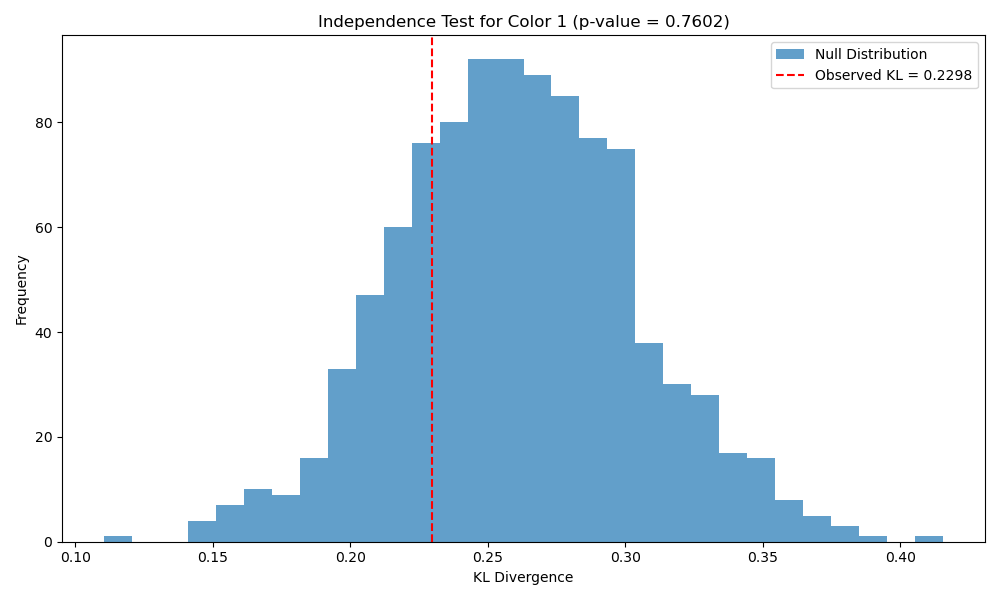 Independence Test for Color 1 (p-value = 0.7602)
Null Distribution
Observed KL = 0.2298
Frequency
80
60
40
20
0
0.10 0.15 0.20 0.25 0.30 0.35 0.40
KL Divergence